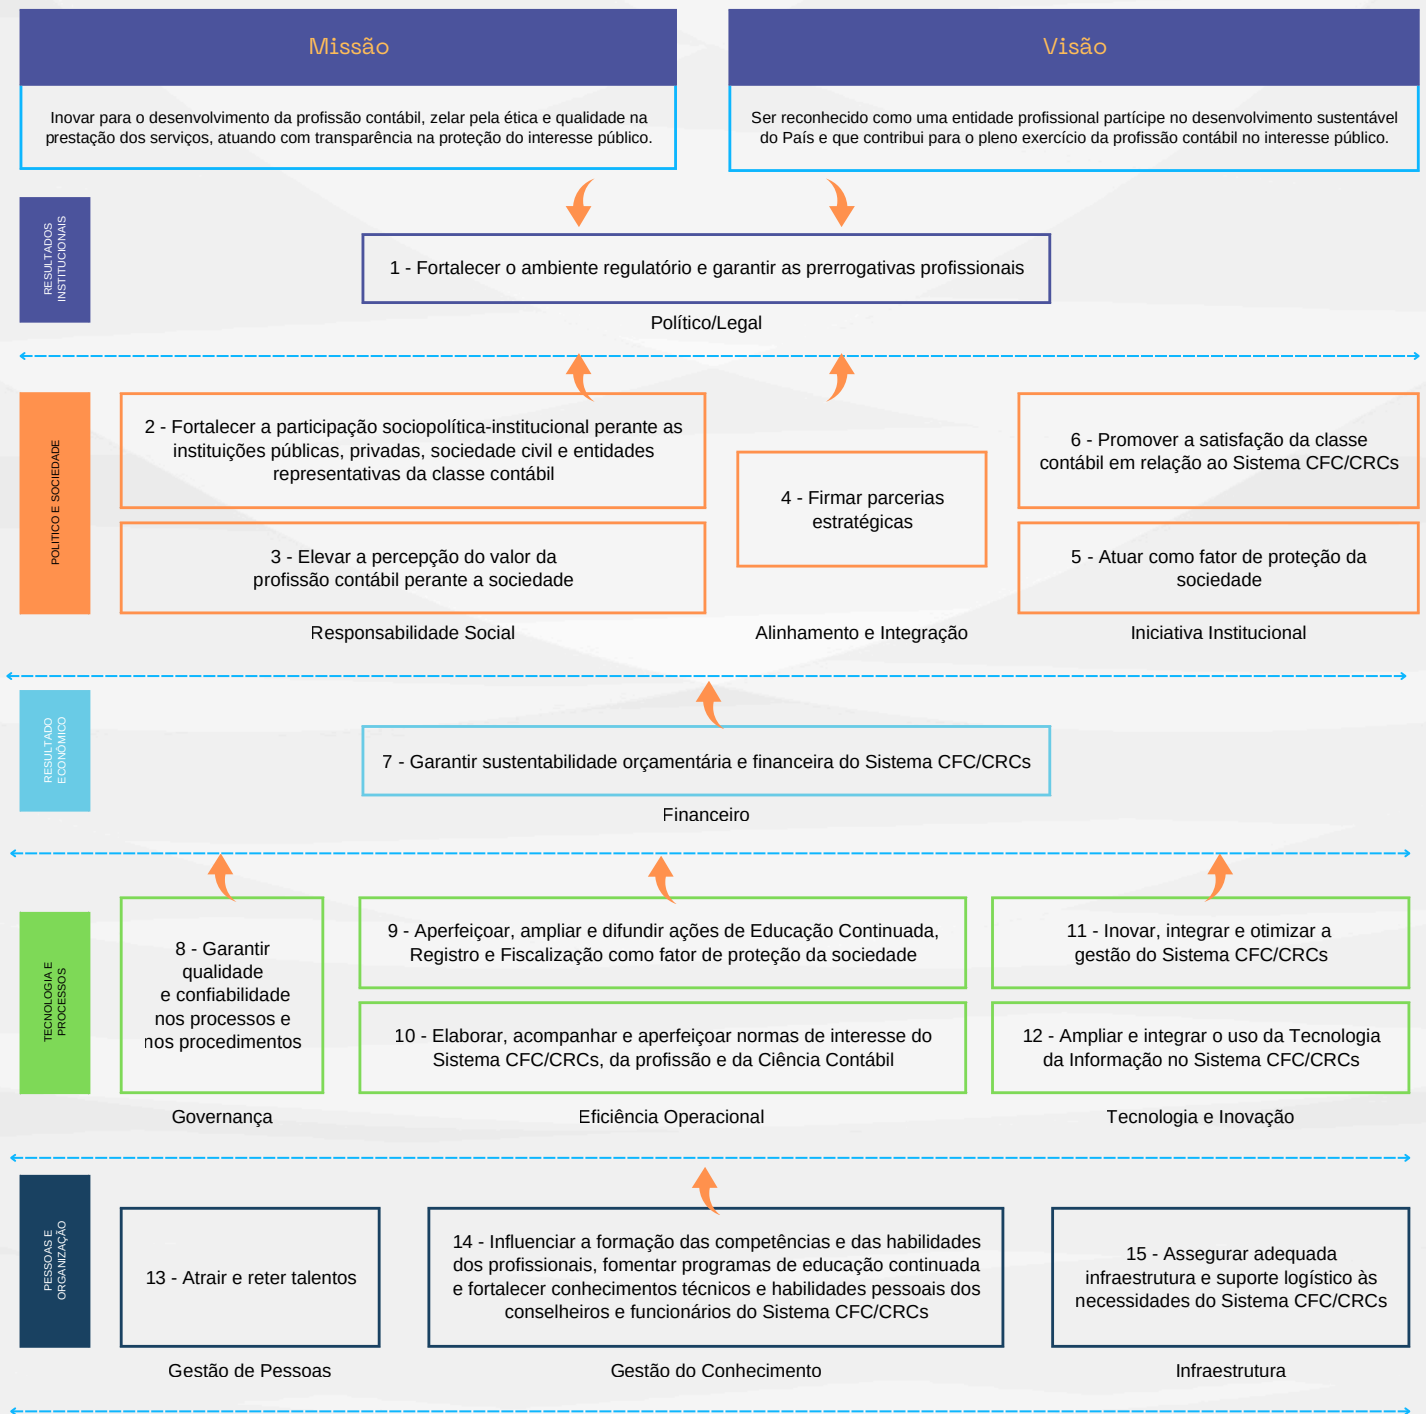 Missão
Inovar para o desenvolvimento da profissão contábil, zelar pela ética e qualidade na
prestação dos serviços, atuando com transparência na proteção do interesse público.
Visão
Ser reconhecido como uma entidade profissional partícipe no desenvolvimento sustentável
do País e que contribui para o pleno exercício da profissão contábil no interesse público.
RESULTADOS
INSTITUCIONAIS
1 - Fortalecer o ambiente regulatório e garantir as prerrogativas profissionais
Político/Legal
POLITICO E SOCIEDADE
2 - Fortalecer a participação sociopolítica-institucional perante as
instituições públicas, privadas, sociedade civil e entidades
representativas da classe contábil
3 - Elevar a percepção do valor da
profissão contábil perante a sociedade
Responsabilidade Social
4 - Firmar parcerias
estratégicas
Alinhamento e Integração
6 - Promover a satisfação da classe
contábil em relação ao Sistema CFC/CRCs
5 - Atuar como fator de proteção da
sociedade
Iniciativa Institucional
RESULTADO
ECONÔMICO
7 - Garantir sustentabilidade orçamentária e financeira do Sistema CFC/CRCs
Financeiro
TECNOLOGIA E
PROCESSOS
8 - Garantir
qualidade
e confiabilidade
nos processos e
nos procedimentos
Governança
9 - Aperfeiçoar, ampliar e difundir ações de Educação Continuada,
Registro e Fiscalização como fator de proteção da sociedade
10 - Elaborar, acompanhar e aperfeiçoar normas de interesse do
Sistema CFC/CRCs, da profissão e da Ciência Contábil
Eficiência Operacional
11 - Inovar, integrar e otimizar a
gestão do Sistema CFC/CRCs
12 - Ampliar e integrar o uso da Tecnologia
da Informação no Sistema CFC/CRCs
Tecnologia e Inovação
PESSOAS E
ORGANIZAÇÃO
13 - Atrair e reter talentos
Gestão de Pessoas
14 - Influenciar a formação das competências e das habilidades
dos profissionais, fomentar programas de educação continuada
e fortalecer conhecimentos técnicos e habilidades pessoais dos
conselheiros e funcionários do Sistema CFC/CRCs
Gestão do Conhecimento
15 - Assegurar adequada
infraestrutura e suporte logístico às
necessidades do Sistema CFC/CRCs
Infraestrutura